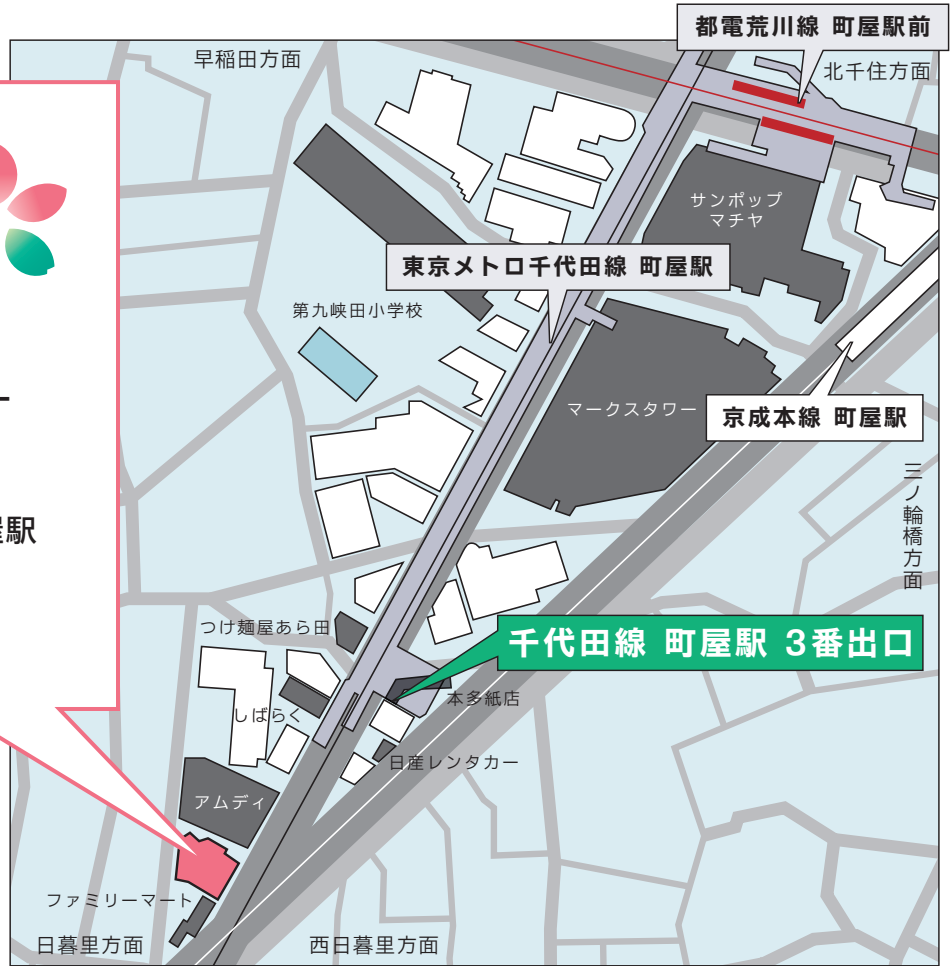 都電荒川線 町屋駅前
早稲田方面
北千住方面
サンポップ
マチヤ
東京メトロ千代田線 町屋駅
第九峡田小学校
マークスタワー
京成本線 町屋駅
三ノ輪橋方面
屋駅
つけ麺屋あら田
千代田線 町屋駅 3番出口
本多紙店
しばらく
日産レンタカー
アムディ
ファミリーマート
日暮里方面
西日暮里方面